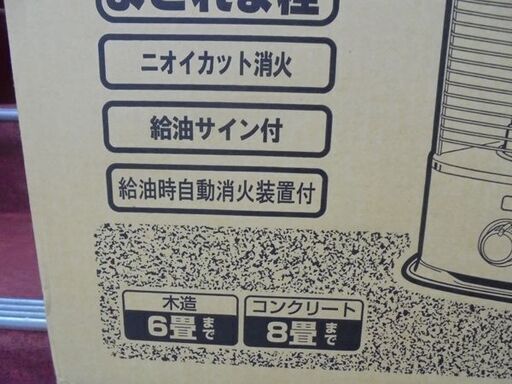 ニオイカット消火
給油サイン付
給油時自動消火装置付
木造
6畳まで
コンクリート
8畳まで